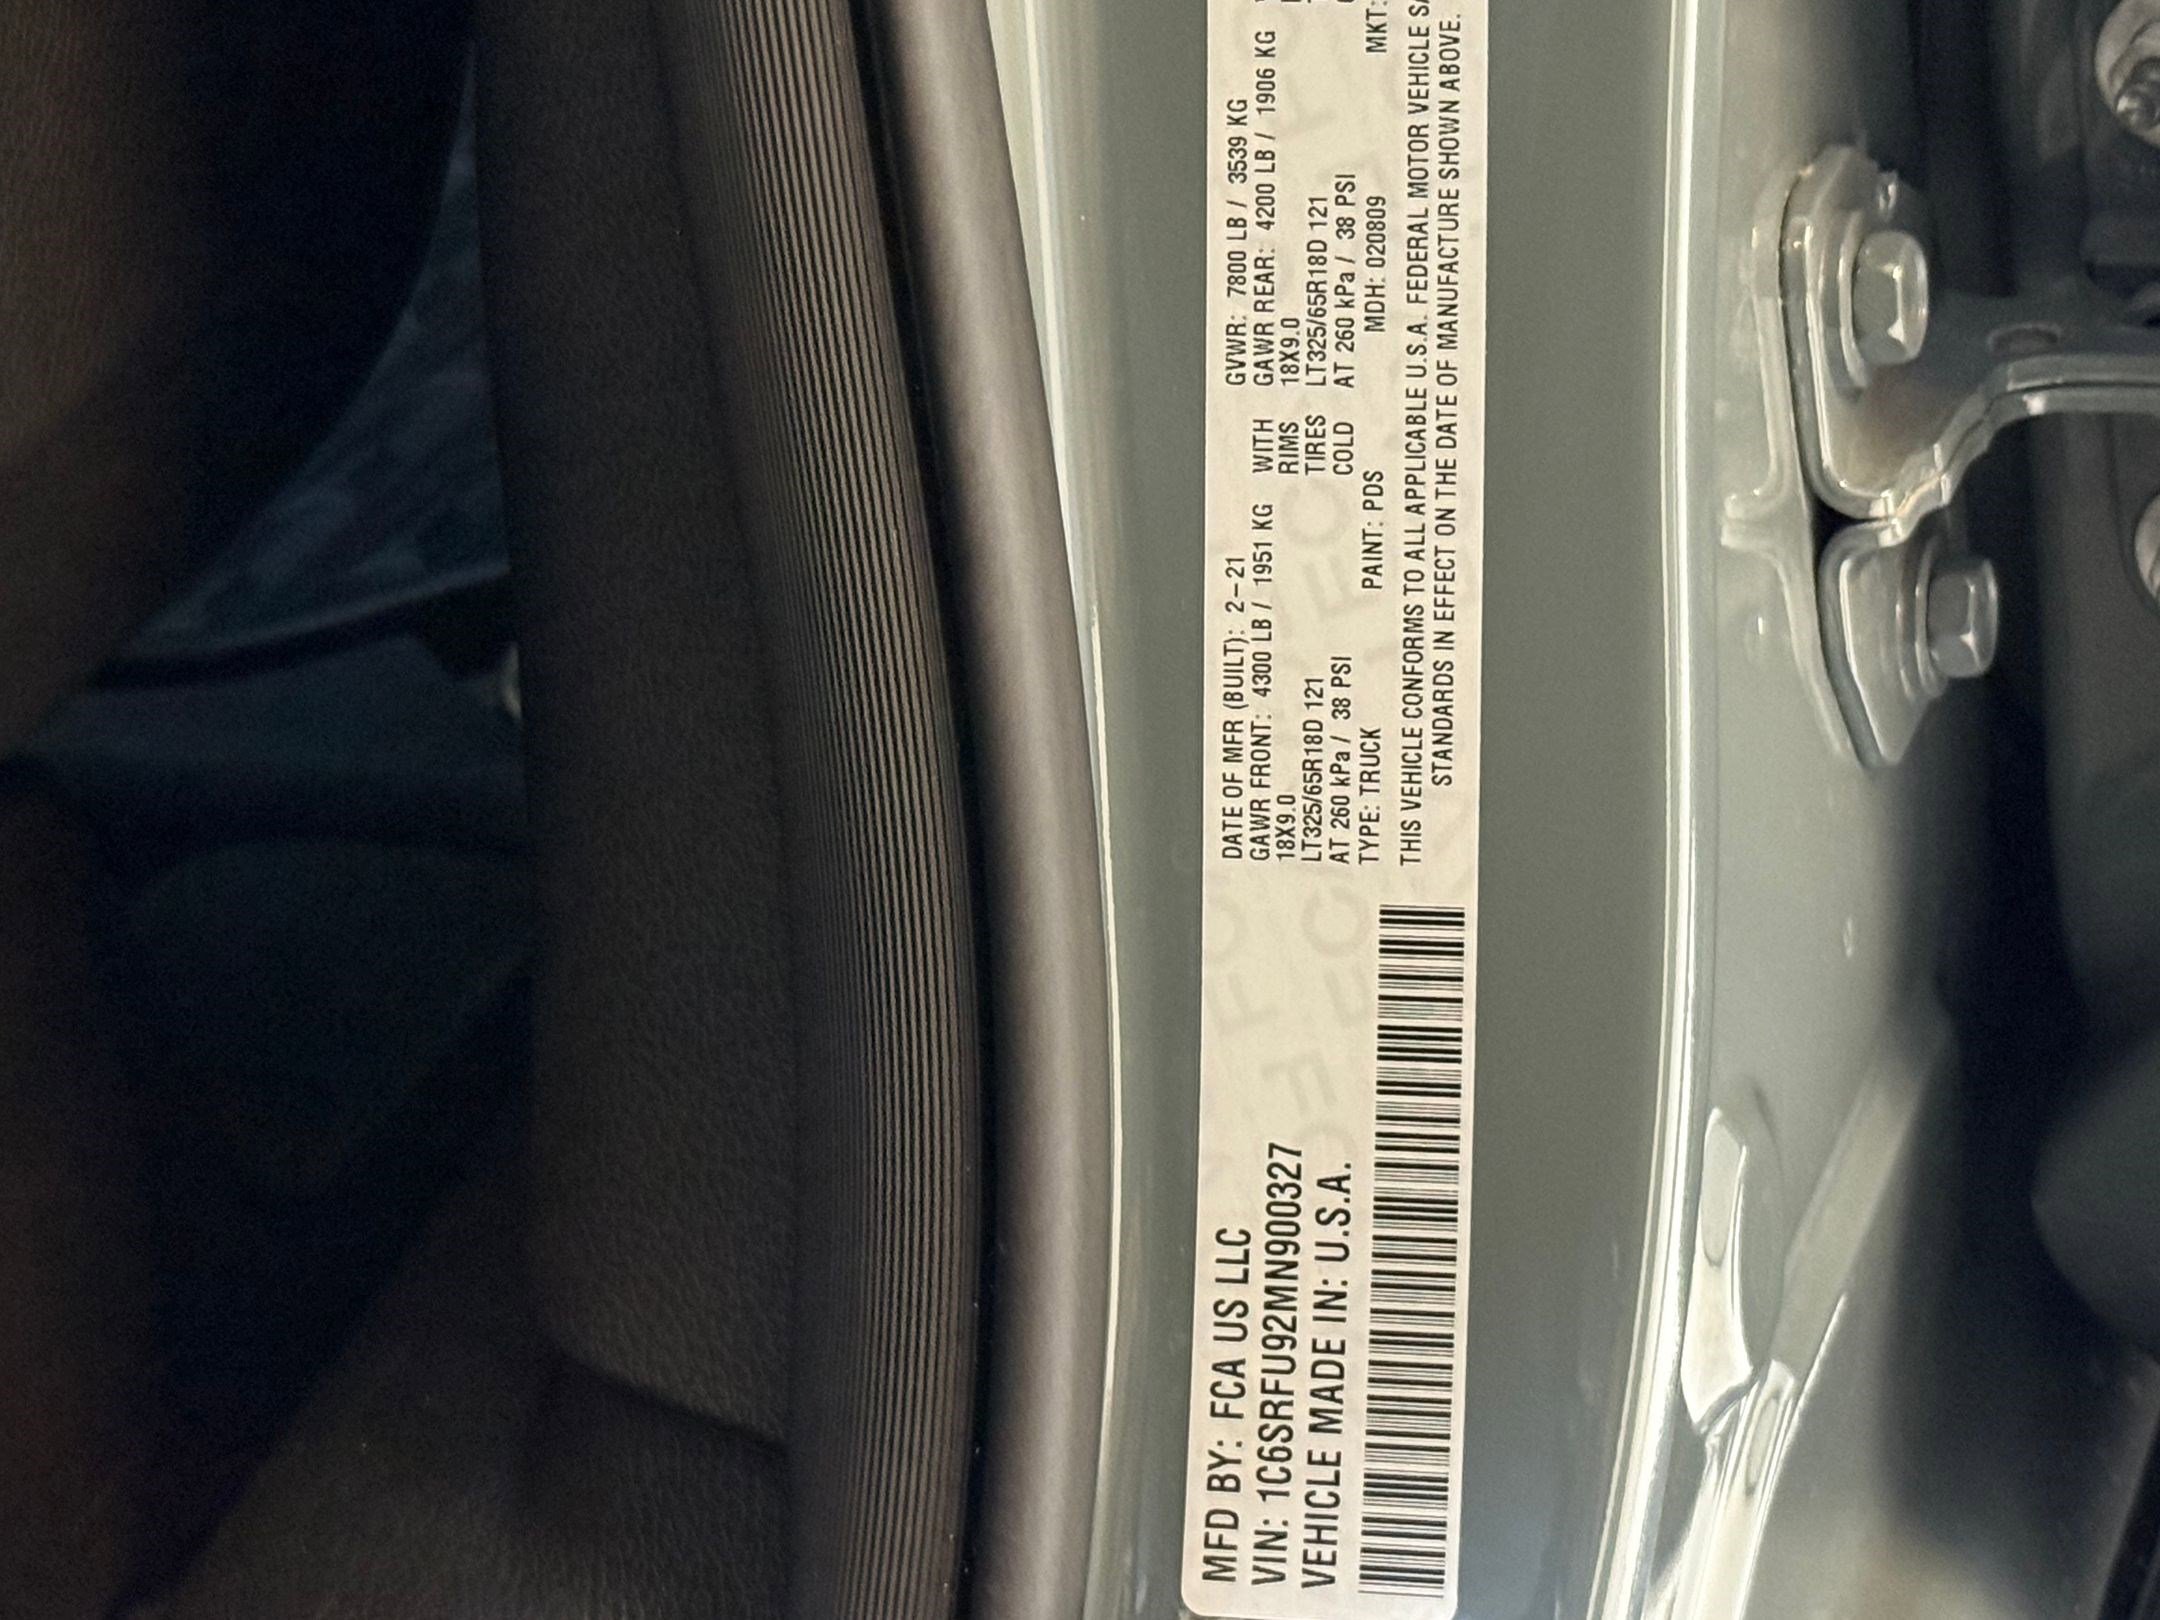 MFD BY: FCA US LLC
VIN: 1C6SRFU92MN900327
VEHICLE MADE IN: U.S.A.
DATE OF MFR (BUILT): 2-21 GVWR: 7800 LB / 3539 KG
GAWR FRONT: 4300 LB / 1951 KG WITH GAWR REAR: 4200 LB / 1906 KG
18X9.0 RIMS 18X9.0
LT325/65R18D 121 TIRES LT325/65R18D 121
AT 260 kPa / 38 PSI COLD AT 260 kPa / 38 PSI
TYPE: TRUCK PAINT: PDS MDH: 020809 MKT:
THIS VEHICLE CONFORMS TO ALL APPLICABLE U.S.A. FEDERAL MOTOR VEHICLE
STANDARDS IN EFFECT ON THE DATE OF MANUFACTURE SHOWN ABOVE.